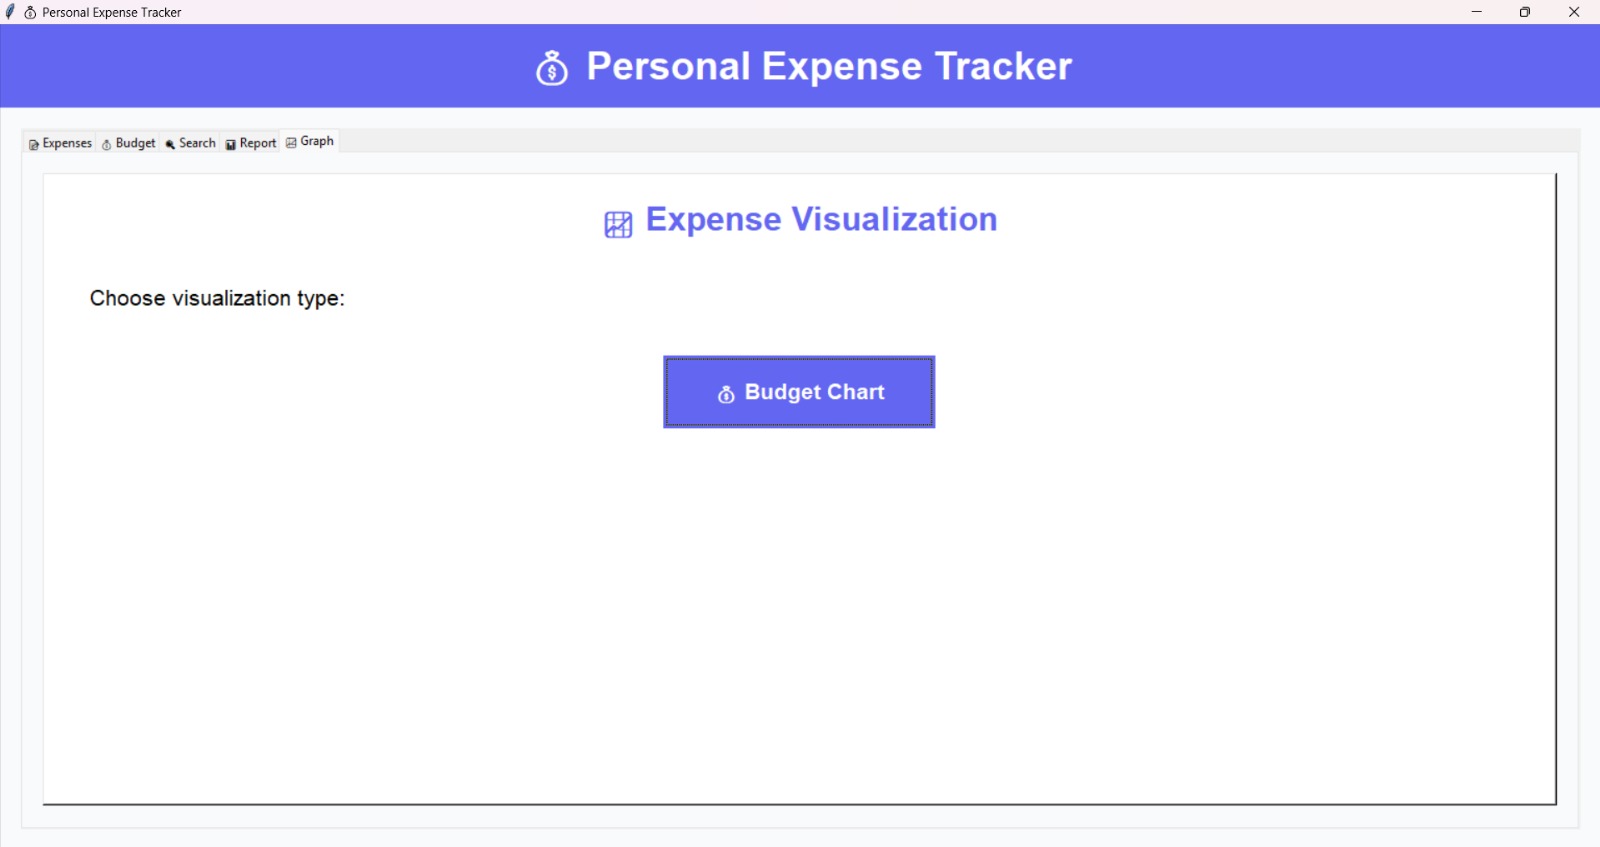 Personal Expense Tracker
Personal Expense Tracker
Expenses Budget Search Report Graph
Expense Visualization
Choose visualization type:
Budget Chart